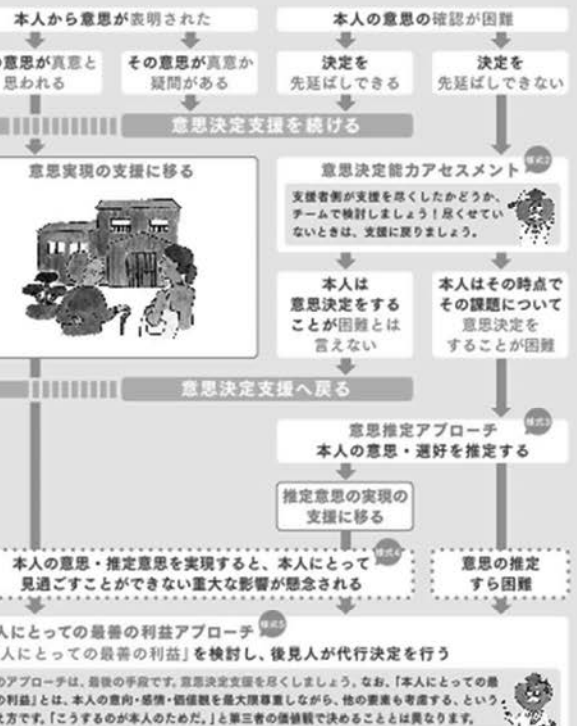 本人から意思が表明された
本人の意思の確認が困難
意思が真意と
思われる
その意思が真意か
疑問がある
決定を
先延ばしできる
決定を
先延ばしできない
意思決定支援を続ける
意思実現の支援に移る
様式2
意思決定能力アセスメント
支援者側が支援を尽くしたかどうか、
チームで検討しましょう！尽くせてい
ないときは、支援に戻りましょう。
本人は
意思決定をする
ことが困難とは
言えない
本人はその時点で
その課題について
意思決定を
することが困難
意思決定支援へ戻る
様式3
意思推定アプローチ
本人の意思・選好を推定する
推定意思の実現の
支援に移る
様式4
本人の意思・推定意思を実現すると、本人にとって
見過ごすことができない重大な影響が懸念される
意思の推定
すら困難
様式5
人にとっての最善の利益アプローチ
人にとっての最善の利益」を検討し、後見人が代行決定を行う
のアプローチは、最後の手段です。意思決定支援を尽くしましょう。なお、「本人にとっての最
の利益」とは、本人の意向・感情・価値観を最大限尊重しながら、他の要素も考慮する、という
え方です。「こうするのが本人のためだ。」と第三者の価値観で決めることとは異なります。